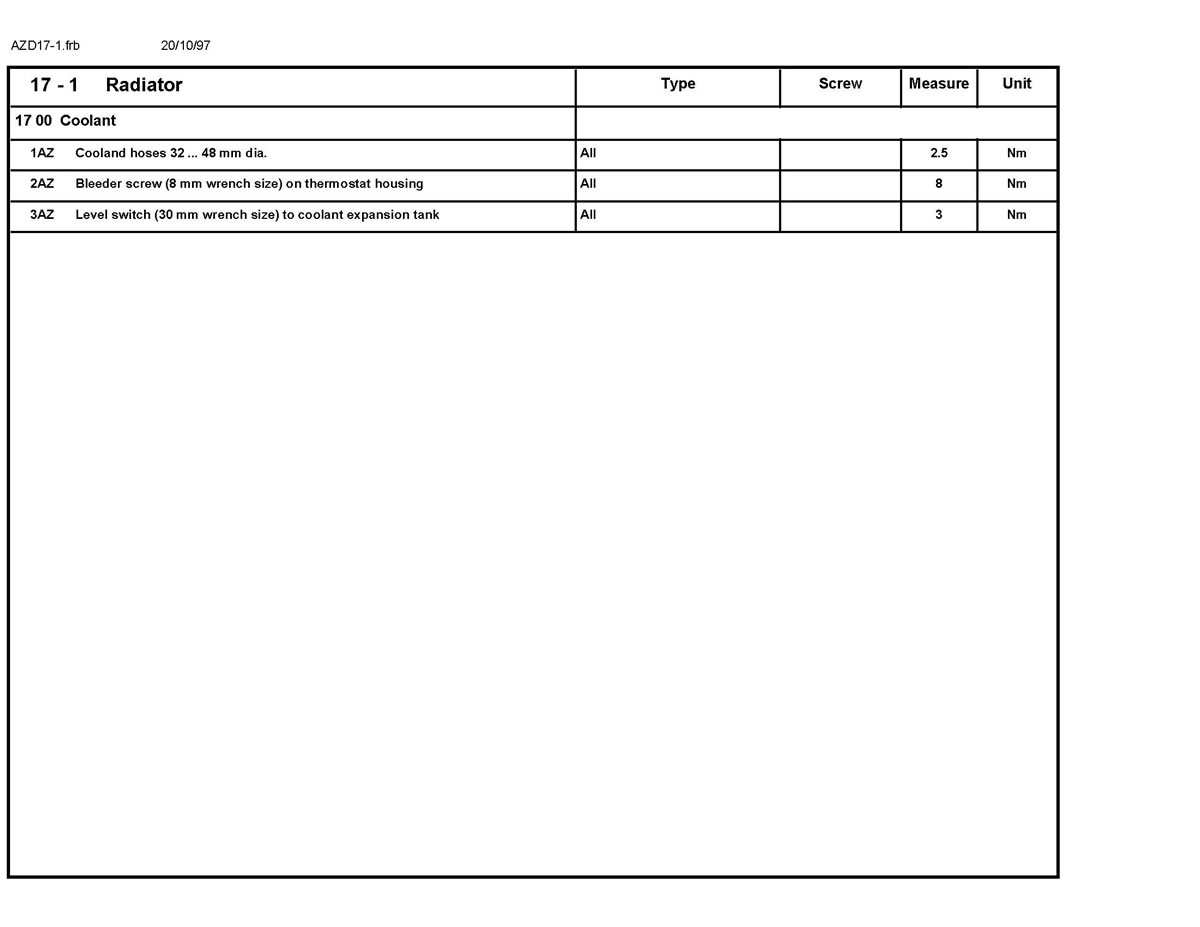 AZD17-1.frb 20/10/97
17 - 1 Radiator Type Screw Measure Unit
17 00 Coolant
1AZ Cooland hoses 32 ... 48 mm dia. All 2.5 Nm
2AZ Bleeder screw (8 mm wrench size) on thermostat housing All 8 Nm
3AZ Level switch (30 mm wrench size) to coolant expansion tank All 3 Nm